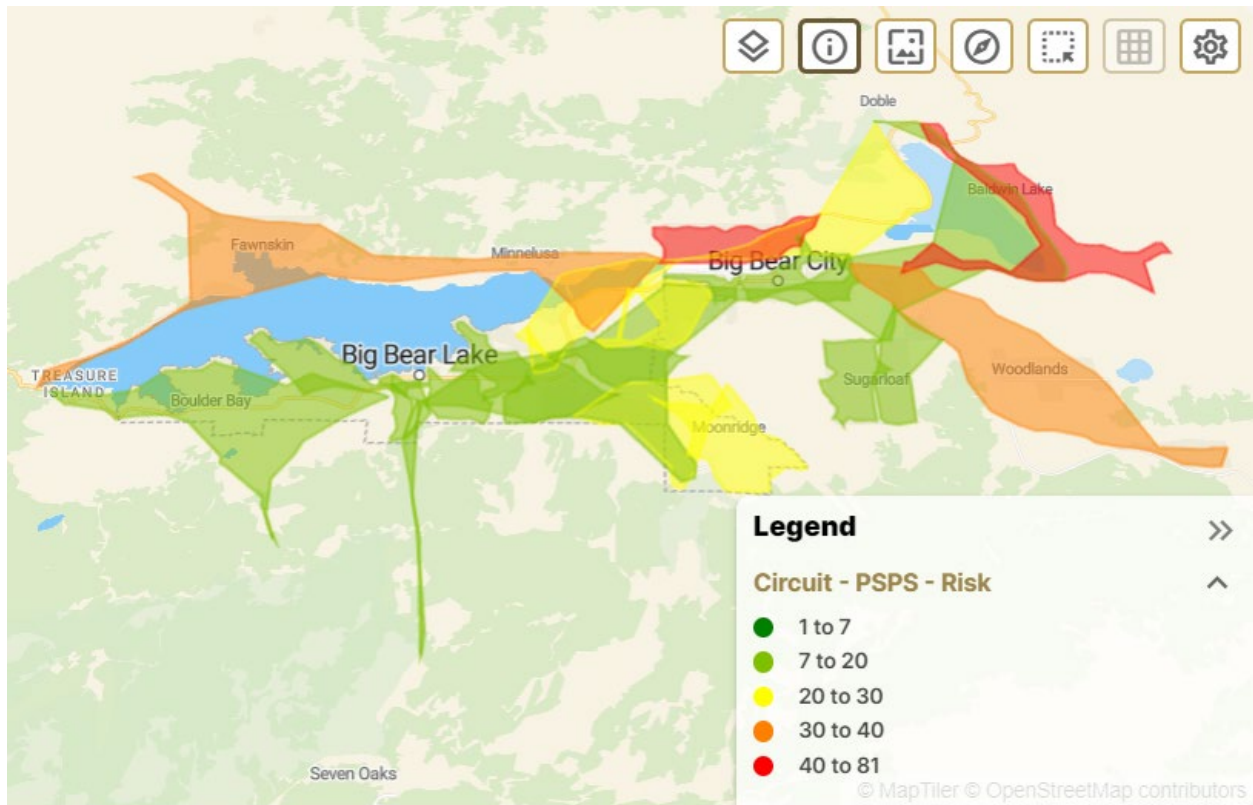 Doble
Baldwin Lake
Fawnskin
Minnelusa
Big Bear City
Big Bear Lake
TREASURE
ISLAND
Boulder Bay
Sugarloaf
Woodlands
Moonridge
Seven Oaks
Legend
Circuit - PSPS - Risk
1 to 7
7 to 20
20 to 30
30 to 40
40 to 81
© MapTiler © OpenStreetMap contributors